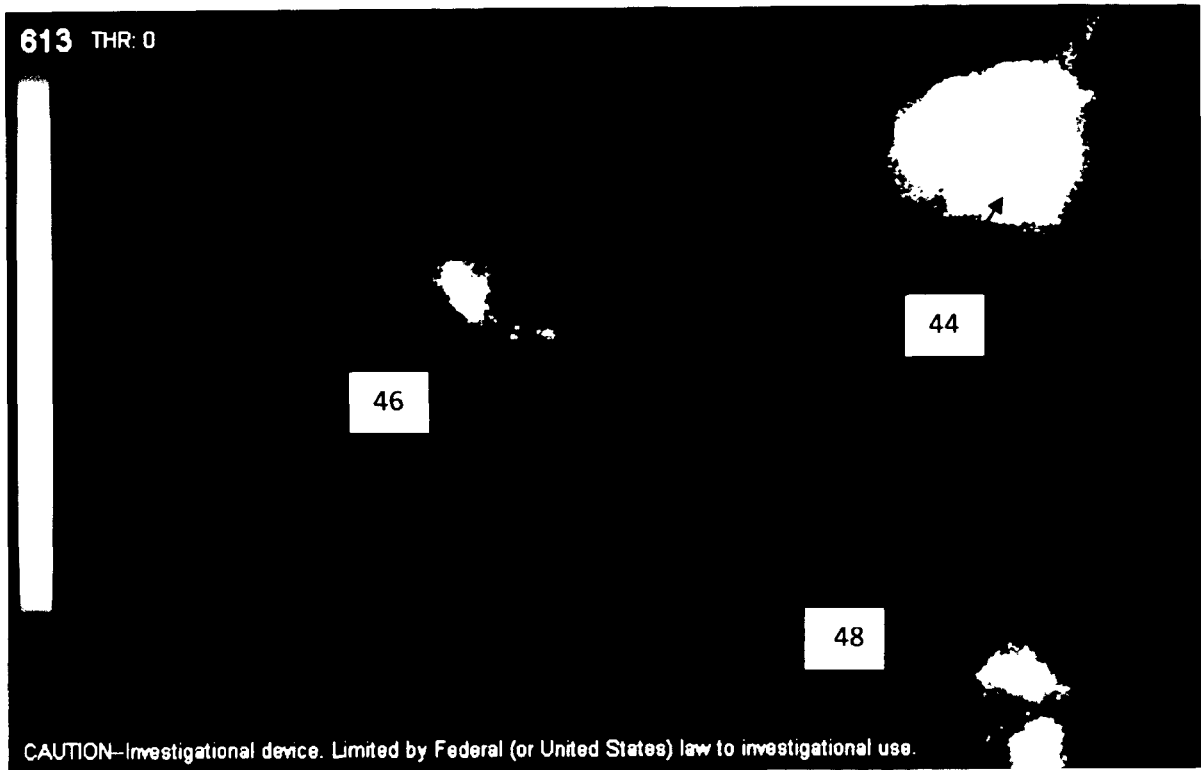 613 THR: 0
44
46
48
CAUTION--Investigational device. Limited by Federal (or United States) law to investigational use.